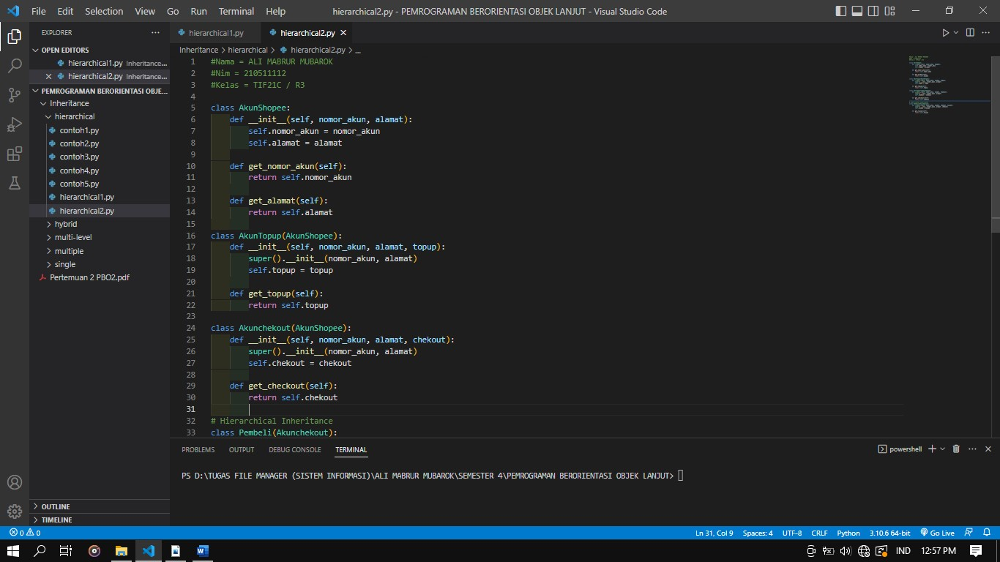 File Edit Selection View Go Run Terminal Help hierarchical2.py - PEMROGRAMAN BERORIENTASI OBJEK LANJUT - Visual Studio Code
EXPLORER
OPEN EDITORS
hierarchical1.py Inheritance...
hierarchical2.py Inheritance...
PEMROGRAMAN BERORIENTASI OBJE...
Inheritance
hierarchical
contoh1.py
contoh2.py
contoh3.py
contoh4.py
contoh5.py
hierarchical1.py
hierarchical2.py
hybrid
multi-level
multiple
single
Pertemuan 2 PBO2.pdf
OUTLINE
TIMELINE
hierarchical1.py hierarchical2.py
Inheritance > hierarchical > hierarchical2.py > ...
1 #Nama = ALI MABRUR MUBAROK
2 #Nim = 210511112
3 #Kelas = TIF21C / R3
4
5 class AkunShopee:
6 def __init__(self, nomor_akun, alamat):
7 self.nomor_akun = nomor_akun
8 self.alamat = alamat
9
10 def get_nomor_akun(self):
11 return self.nomor_akun
12
13 def get_alamat(self):
14 return self.alamat
15
16 class AkunTopup(AkunShopee):
17 def __init__(self, nomor_akun, alamat, topup):
18 super().__init__(nomor_akun, alamat)
19 self.topup = topup
20
21 def get_topup(self):
22 return self.topup
23
24 class Akunchekout(AkunShopee):
25 def __init__(self, nomor_akun, alamat, chekout):
26 super().__init__(nomor_akun, alamat)
27 self.chekout = chekout
28
29 def get_checkout(self):
30 return self.chekout
31
32 # Hierarchical Inheritance
33 class Pembeli(Akunchekout):
PROBLEMS OUTPUT DEBUG CONSOLE TERMINAL powershell
PS D:\TUGAS FILE MANAGER (SISTEM INFORMASI)\ALI MABRUR MUBAROK\SEMESTER 4\PEMROGRAMAN BERORIENTASI OBJEK LANJUT>
0 0 Ln 31, Col 9 Spaces: 4 UTF-8 CRLF Python 3.10.6 64-bit Go Live
IND 12:57 PM